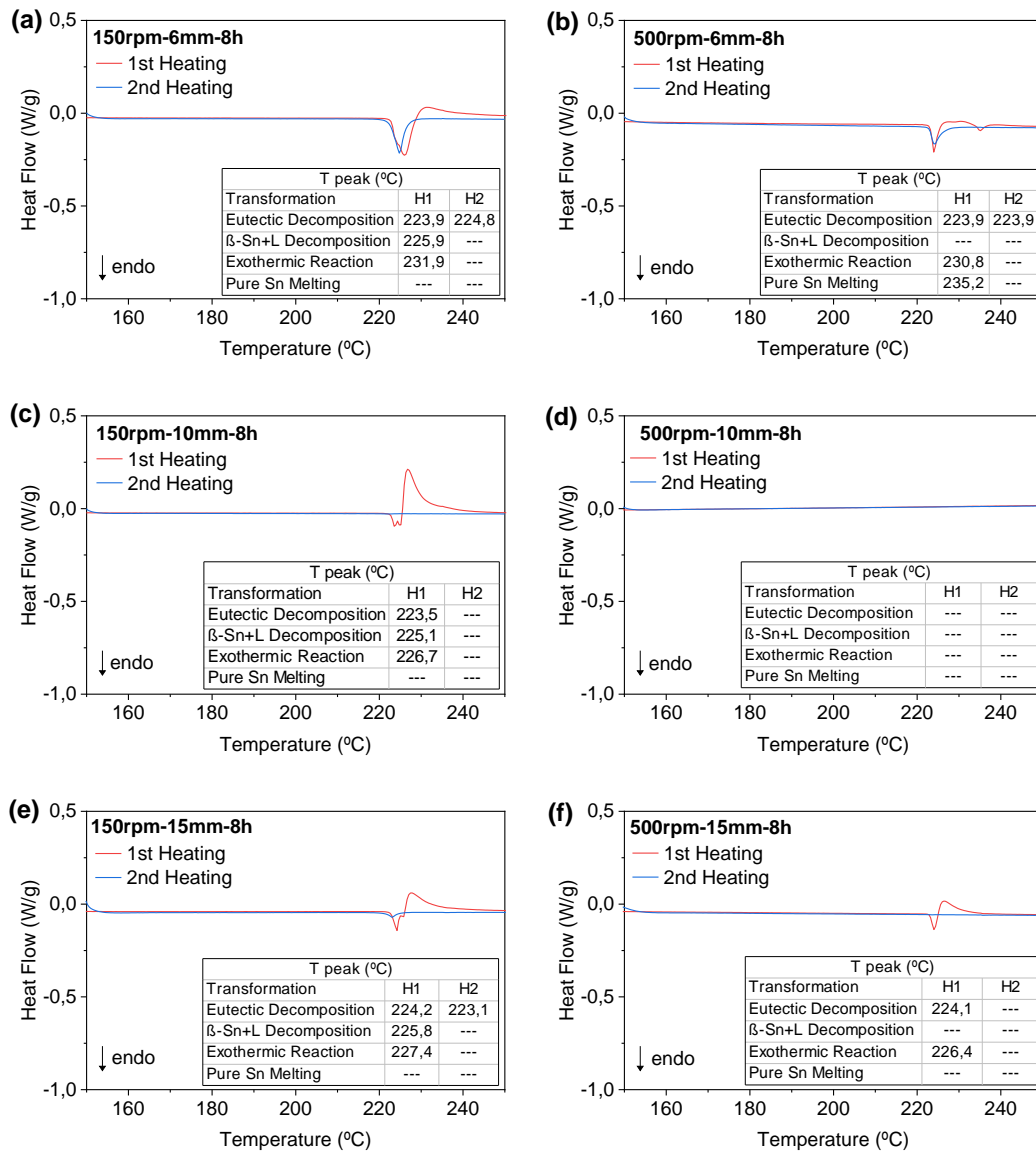 (a)
150rpm-6mm-8h
1st Heating
2nd Heating
0,5
0,0
-0,5
-1,0
Heat Flow (W/g)
endo
T peak (ºC)
Transformation H1 H2
Eutectic Decomposition 223,9 224,8
ß-Sn+L Decomposition 225,9 ---
Exothermic Reaction 231,9 ---
Pure Sn Melting --- ---
160 180 200 220 240
Temperature (ºC)
(b)
500rpm-6mm-8h
1st Heating
2nd Heating
0,5
0,0
-0,5
-1,0
Heat Flow (W/g)
endo
T peak (ºC)
Transformation H1 H2
Eutectic Decomposition 223,9 223,9
ß-Sn+L Decomposition --- ---
Exothermic Reaction 230,8 ---
Pure Sn Melting 235,2 ---
160 180 200 220 240
Temperature (ºC)
(c)
150rpm-10mm-8h
1st Heating
2nd Heating
0,5
0,0
-0,5
-1,0
Heat Flow (W/g)
endo
T peak (ºC)
Transformation H1 H2
Eutectic Decomposition 223,5 ---
ß-Sn+L Decomposition 225,1 ---
Exothermic Reaction 226,7 ---
Pure Sn Melting --- ---
160 180 200 220 240
Temperature (ºC)
(d)
500rpm-10mm-8h
1st Heating
2nd Heating
0,5
0,0
-0,5
-1,0
Heat Flow (W/g)
endo
T peak (ºC)
Transformation H1 H2
Eutectic Decomposition --- ---
ß-Sn+L Decomposition --- ---
Exothermic Reaction --- ---
Pure Sn Melting --- ---
160 180 200 220 240
Temperature (ºC)
(e)
150rpm-15mm-8h
1st Heating
2nd Heating
0,5
0,0
-0,5
-1,0
Heat Flow (W/g)
endo
T peak (ºC)
Transformation H1 H2
Eutectic Decomposition 224,2 223,1
ß-Sn+L Decomposition 225,8 ---
Exothermic Reaction 227,4 ---
Pure Sn Melting --- ---
160 180 200 220 240
Temperature (ºC)
(f)
500rpm-15mm-8h
1st Heating
2nd Heating
0,5
0,0
-0,5
-1,0
Heat Flow (W/g)
endo
T peak (ºC)
Transformation H1 H2
Eutectic Decomposition 224,1 ---
ß-Sn+L Decomposition --- ---
Exothermic Reaction 226,4 ---
Pure Sn Melting --- ---
160 180 200 220 240
Temperature (ºC)